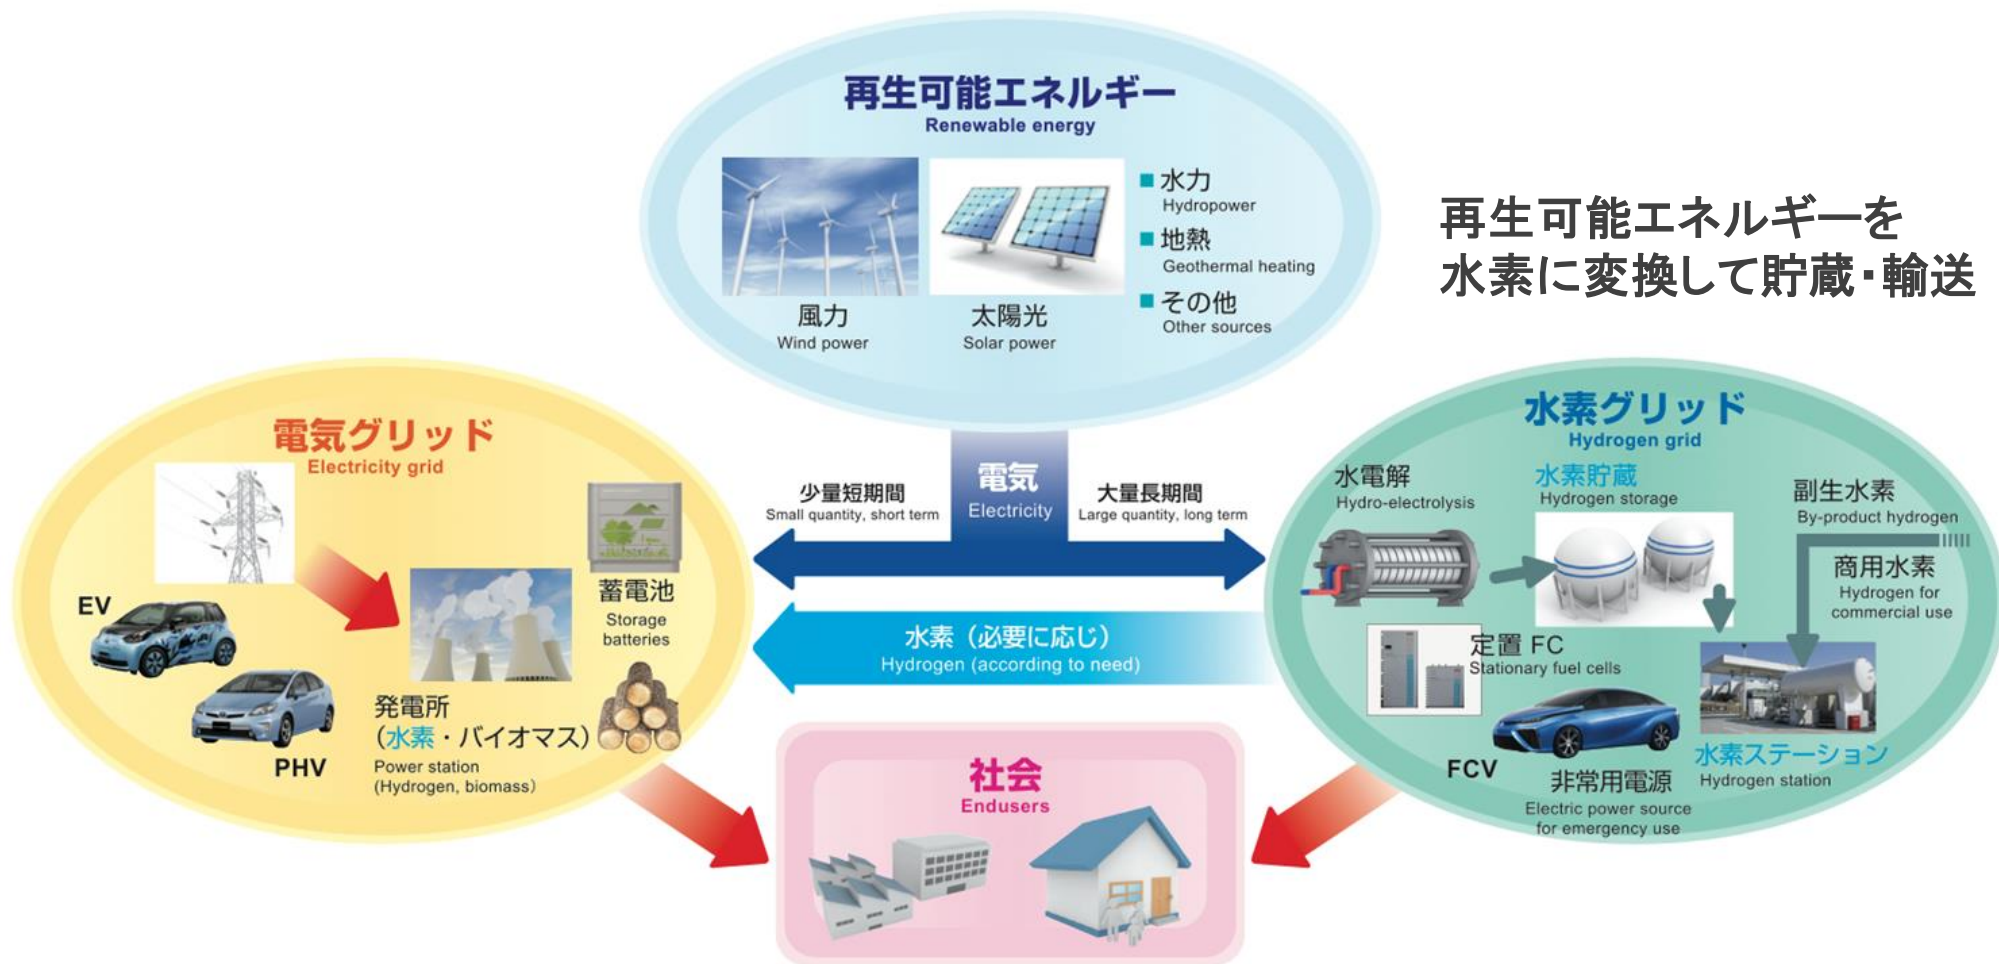 再生可能エネルギー
Renewable energy
風力
Wind power
太陽光
Solar power
水力
Hydropower
地熱
Geothermal heating
その他
Other sources
再生可能エネルギーを
水素に変換して貯蔵・輸送
電気グリッド
Electricity grid
EV
PHV
蓄電池
Storage
batteries
発電所
(水素・バイオマス)
Power station
(Hydrogen, biomass)
少量短期間
Small quantity, short term
電気
Electricity
大量長期間
Large quantity, long term
水素（必要に応じ）
Hydrogen (according to need)
水素グリッド
Hydrogen grid
水電解
Hydro-electrolysis
水素貯蔵
Hydrogen storage
副生水素
By-product hydrogen
商用水素
Hydrogen for
commercial use
定置 FC
Stationary fuel cells
FCV
非常用電源
Electric power source
for emergency use
水素ステーション
Hydrogen station
社会
Endusers